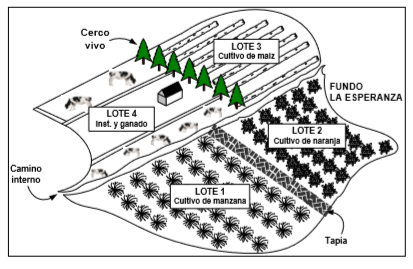 Cerco
vivo
LOTE 3
Cultivo de maiz
FUNDO
LA ESPERANZA
LOTE 4
Inst. y ganado
LOTE 2
Cultivo de naranja
Camino
interno
LOTE 1
Cultivo de manzana
Tapia